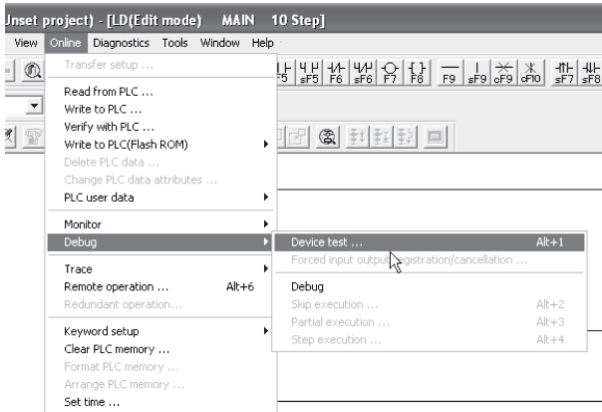 Unset project) - [LD(Edit mode) MAIN 10 Step]
View Online Diagnostics Tools Window Help
Transfer setup ...
F5 sF5 F6 sF6 F7 F8 F9 sF9 cF9 cF10 sF7 sF8
Read from PLC ...
Write to PLC ...
Verify with PLC ...
Write to PLC(Flash ROM)
Delete PLC data ...
Change PLC data attributes ...
PLC user data
Monitor
Debug
Device test ... Alt+1
Forced input output registration/cancellation ...
Trace
Debug
Remote operation ... Alt+6
Skip execution ... Alt+2
Redundant operation...
Partial execution ... Alt+3
Keyword setup
Step execution ... Alt+4
Clear PLC memory ...
Format PLC memory ...
Arrange PLC memory ...
Set time ...